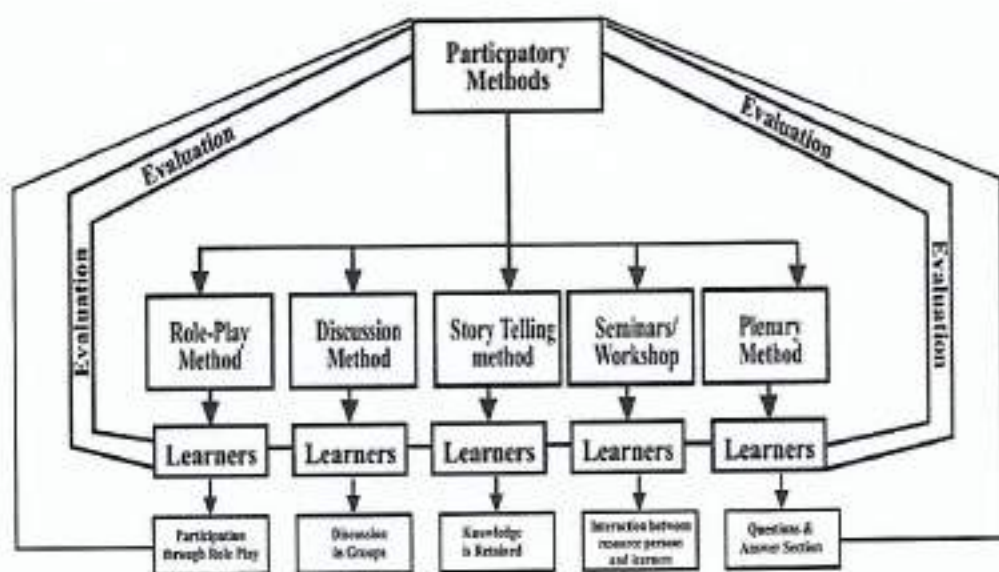 Particpatory
Methods
Evaluation
Evaluation
Evaluation
Evaluation
Role-Play
Method
Discussion
Method
Story Telling
method
Seminars/
Workshop
Plenary
Method
Learners
Learners
Learners
Learners
Learners
Participation
through Role Play
Discussion
in Groups
Knowledge
is Retained
Interaction between
resource persons
and learners
Questions &
Answer Section